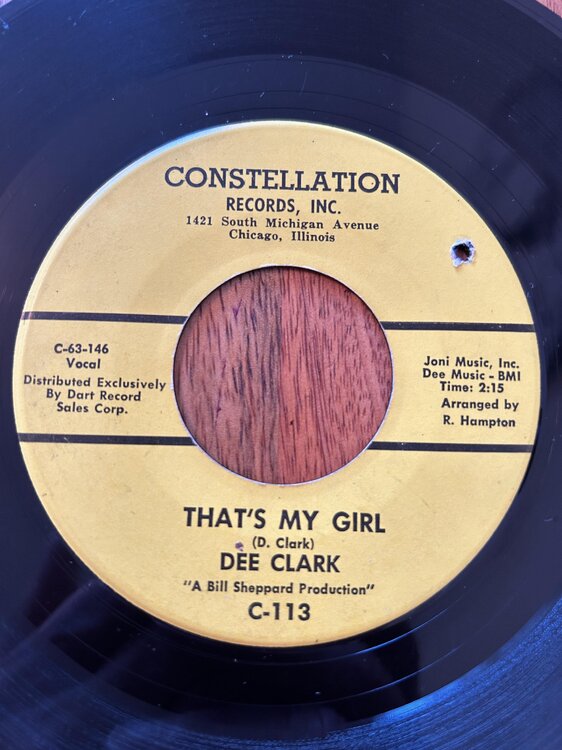 CONSTELLATION
RECORDS, INC.
1421 South Michigan Avenue
Chicago, Illinois
C-63-146
Vocal
Distributed Exclusively
By Dart Record
Sales Corp.
Joni Music, Inc.
Dee Music - BMI
Time: 2:15
Arranged by
R. Hampton
THAT'S MY GIRL
(D. Clark)
DEE CLARK
"A Bill Sheppard Production"
C-113